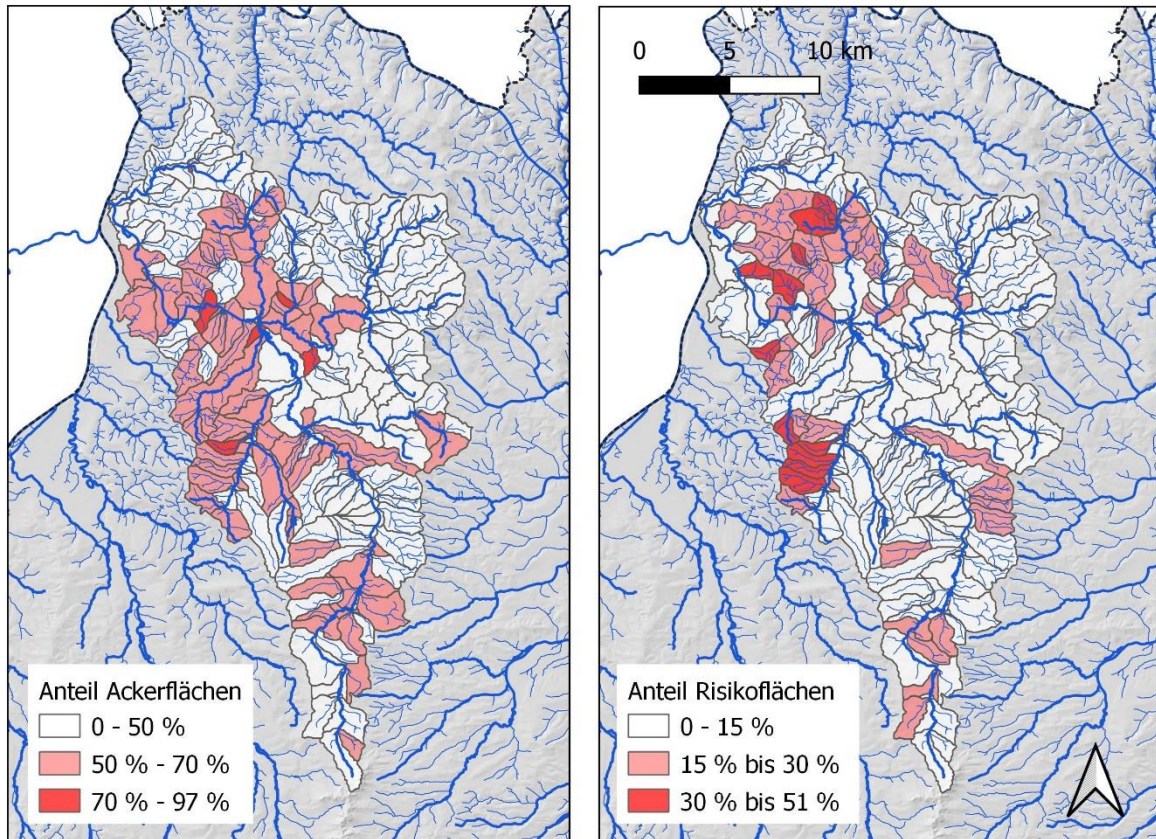 0 5 10 km
Anteil Ackerflächen
0 - 50 %
50 % - 70 %
70 % - 97 %
Anteil Risikoflächen
0 - 15 %
15 % bis 30 %
30 % bis 51 %